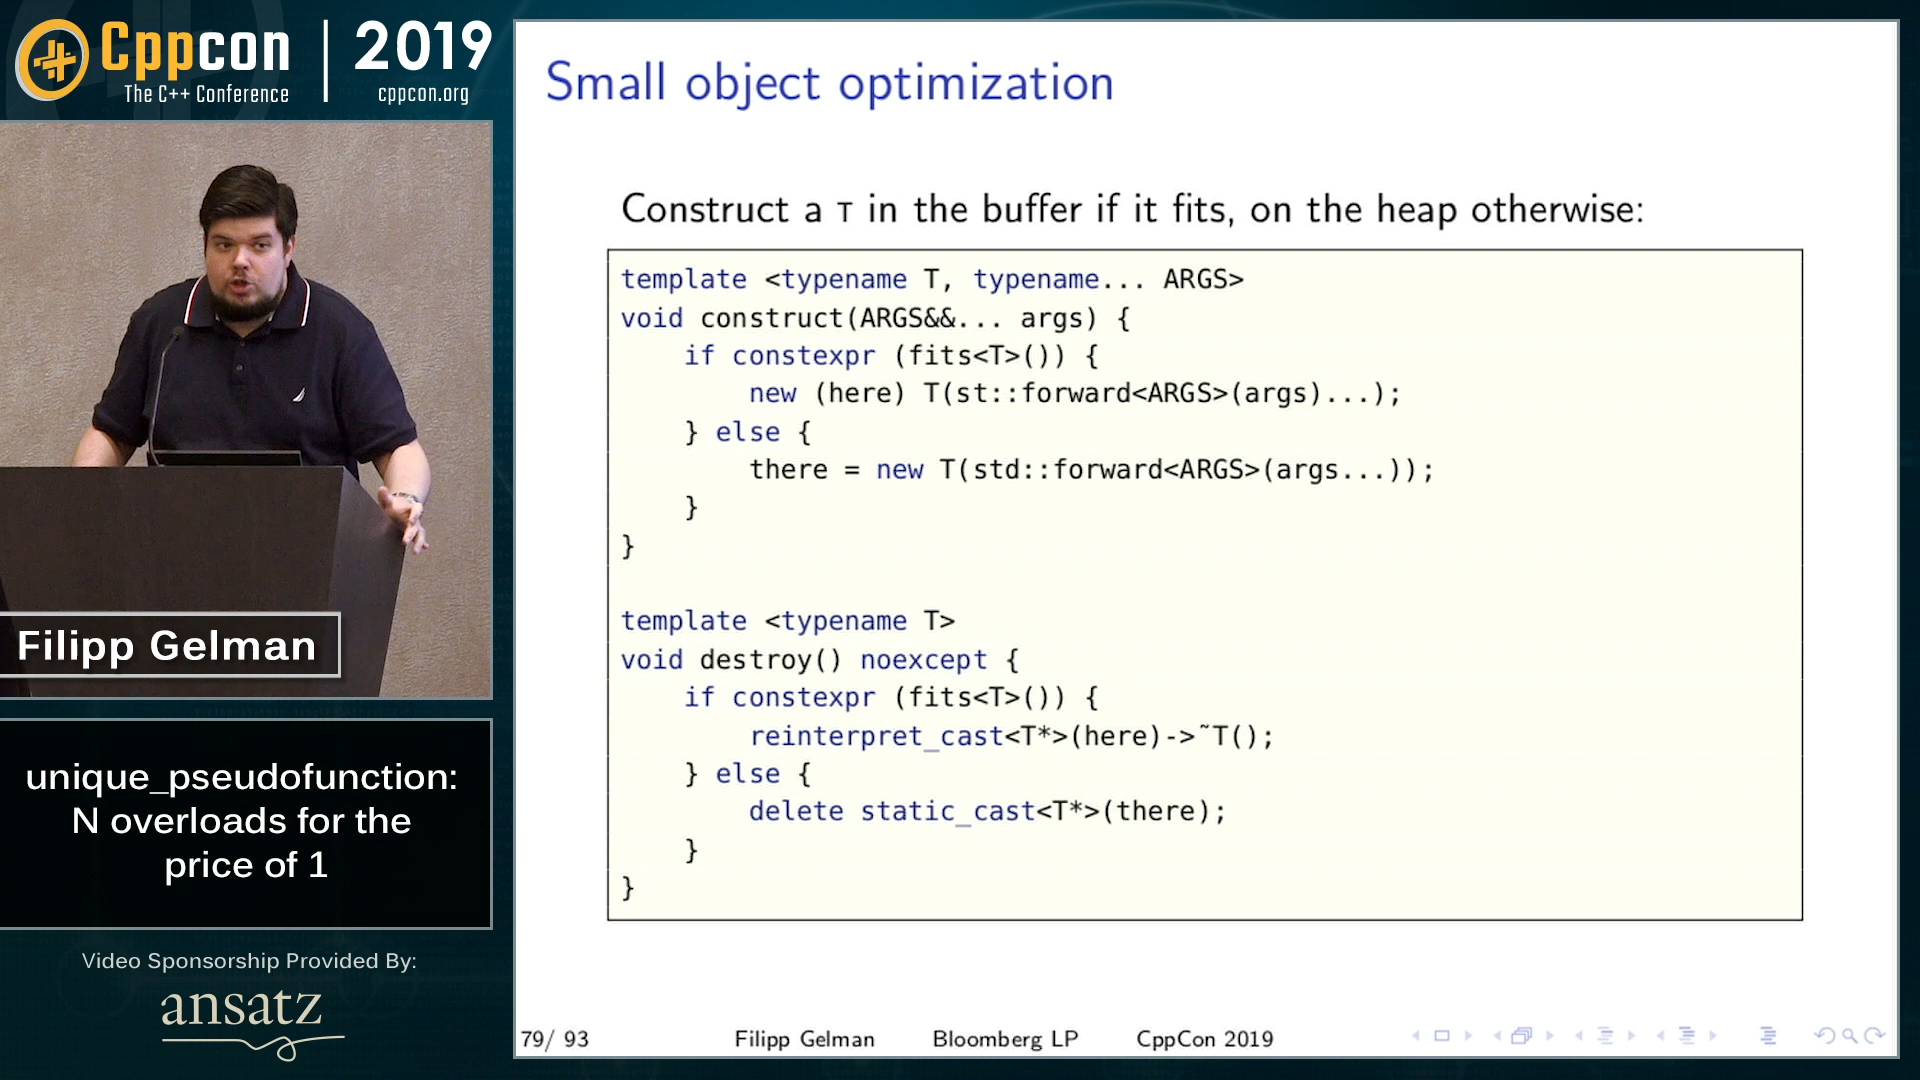 Cppcon
The C++ Conference
2019
cppcon.org
Filipp Gelman
unique_pseudofunction:
N overloads for the
price of 1
Video Sponsorship Provided By:
ansatz
Small object optimization
Construct a T in the buffer if it fits, on the heap otherwise:
template <typename T, typename... ARGS>
void construct(ARGS&&... args) {
    if constexpr (fits<T>()) {
        new (here) T(st::forward<ARGS>(args)...);
    } else {
        there = new T(std::forward<ARGS>(args...));
    }
}
template <typename T>
void destroy() noexcept {
    if constexpr (fits<T>()) {
        reinterpret_cast<T*>(here)->~T();
    } else {
        delete static_cast<T*>(there);
    }
}
79/ 93
Filipp Gelman
Bloomberg LP
CppCon 2019